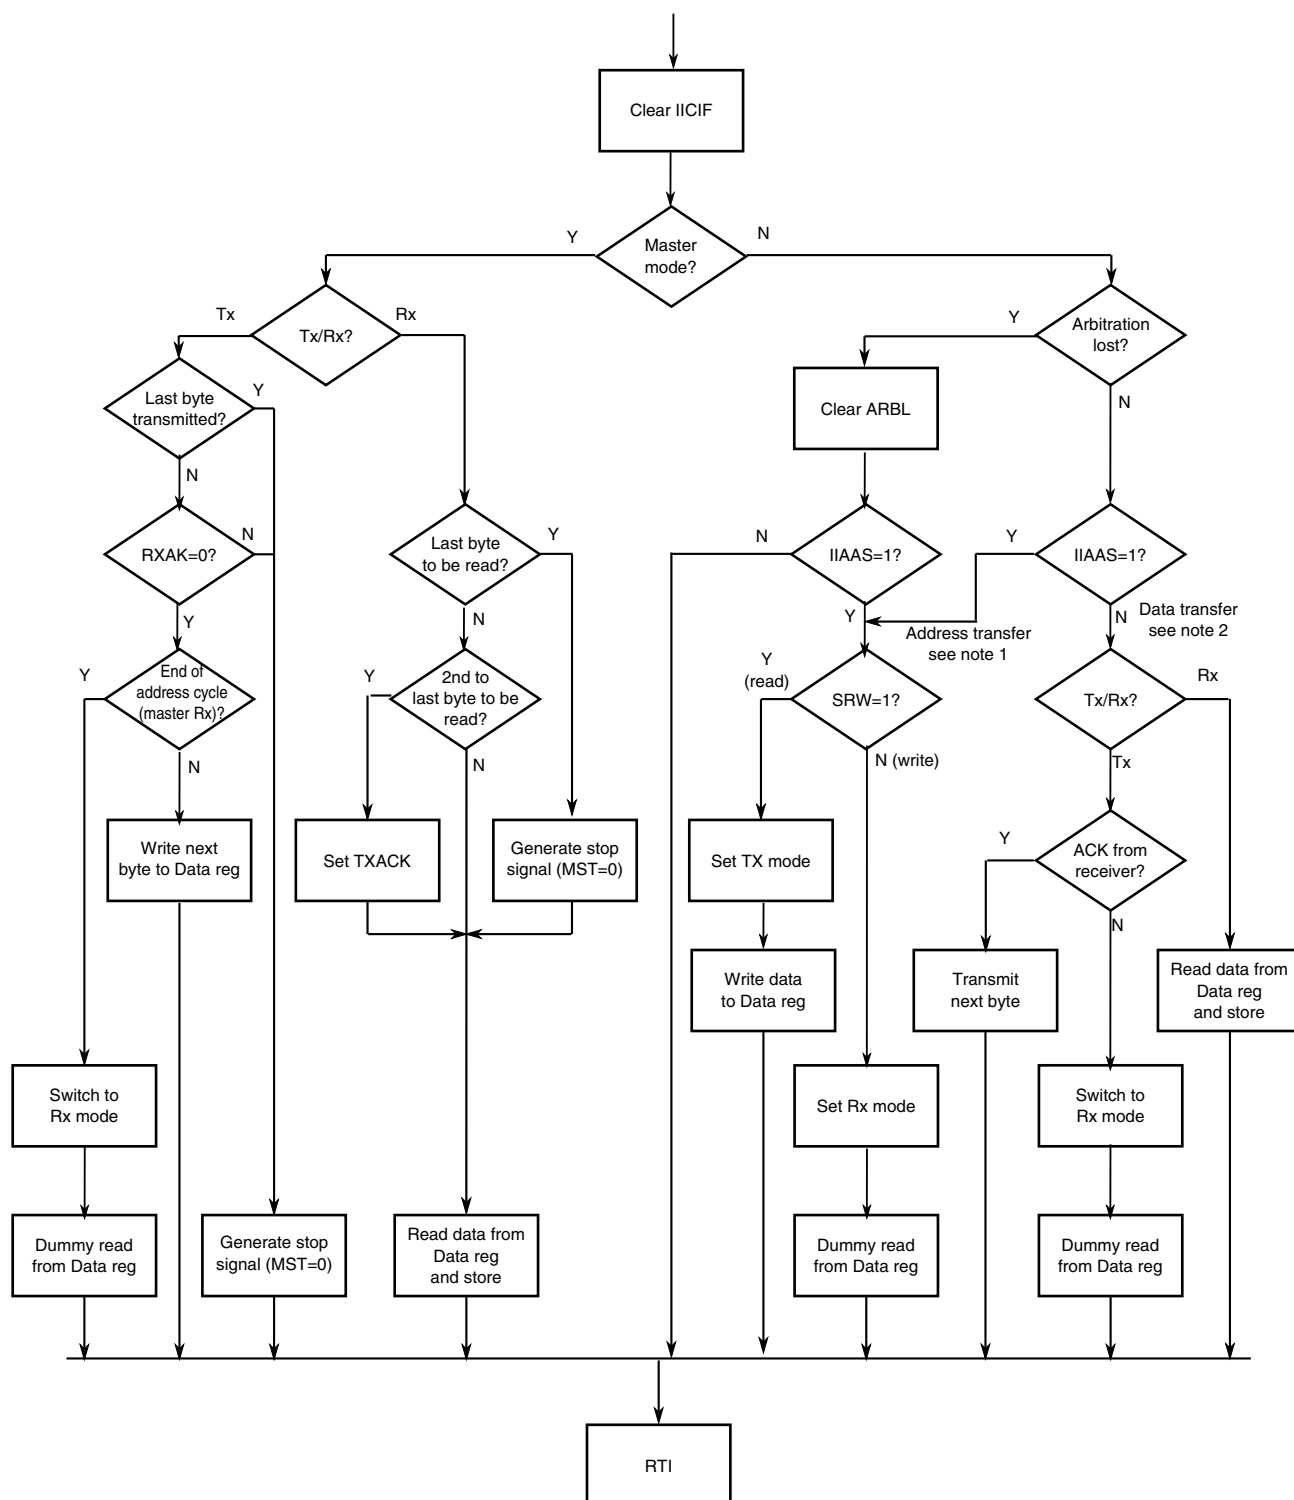 Clear IICIF
Master
mode?
Y
N
Tx/Rx?
Tx
Rx
Arbitration
lost?
Y
N
Last byte
transmitted?
Y
N
Clear ARBL
RXAK=0?
N
Y
Last byte
to be read?
Y
N
IIAAS=1?
N
Y
IIAAS=1?
Y
N
Address transfer
see note 1
Data transfer
see note 2
End of
address cycle
(master Rx)?
Y
N
2nd to
last byte to be
read?
Y
N
SRW=1?
Y
(read)
N (write)
Tx/Rx?
Rx
Tx
Write next
byte to Data reg
Set TXACK
Generate stop
signal (MST=0)
Set TX mode
ACK from
receiver?
Y
N
Write data
to Data reg
Transmit
next byte
Read data from
Data reg
and store
Switch to
Rx mode
Set Rx mode
Switch to
Rx mode
Dummy read
from Data reg
Generate stop
signal (MST=0)
Read data from
Data reg
and store
Dummy read
from Data reg
Dummy read
from Data reg
RTI